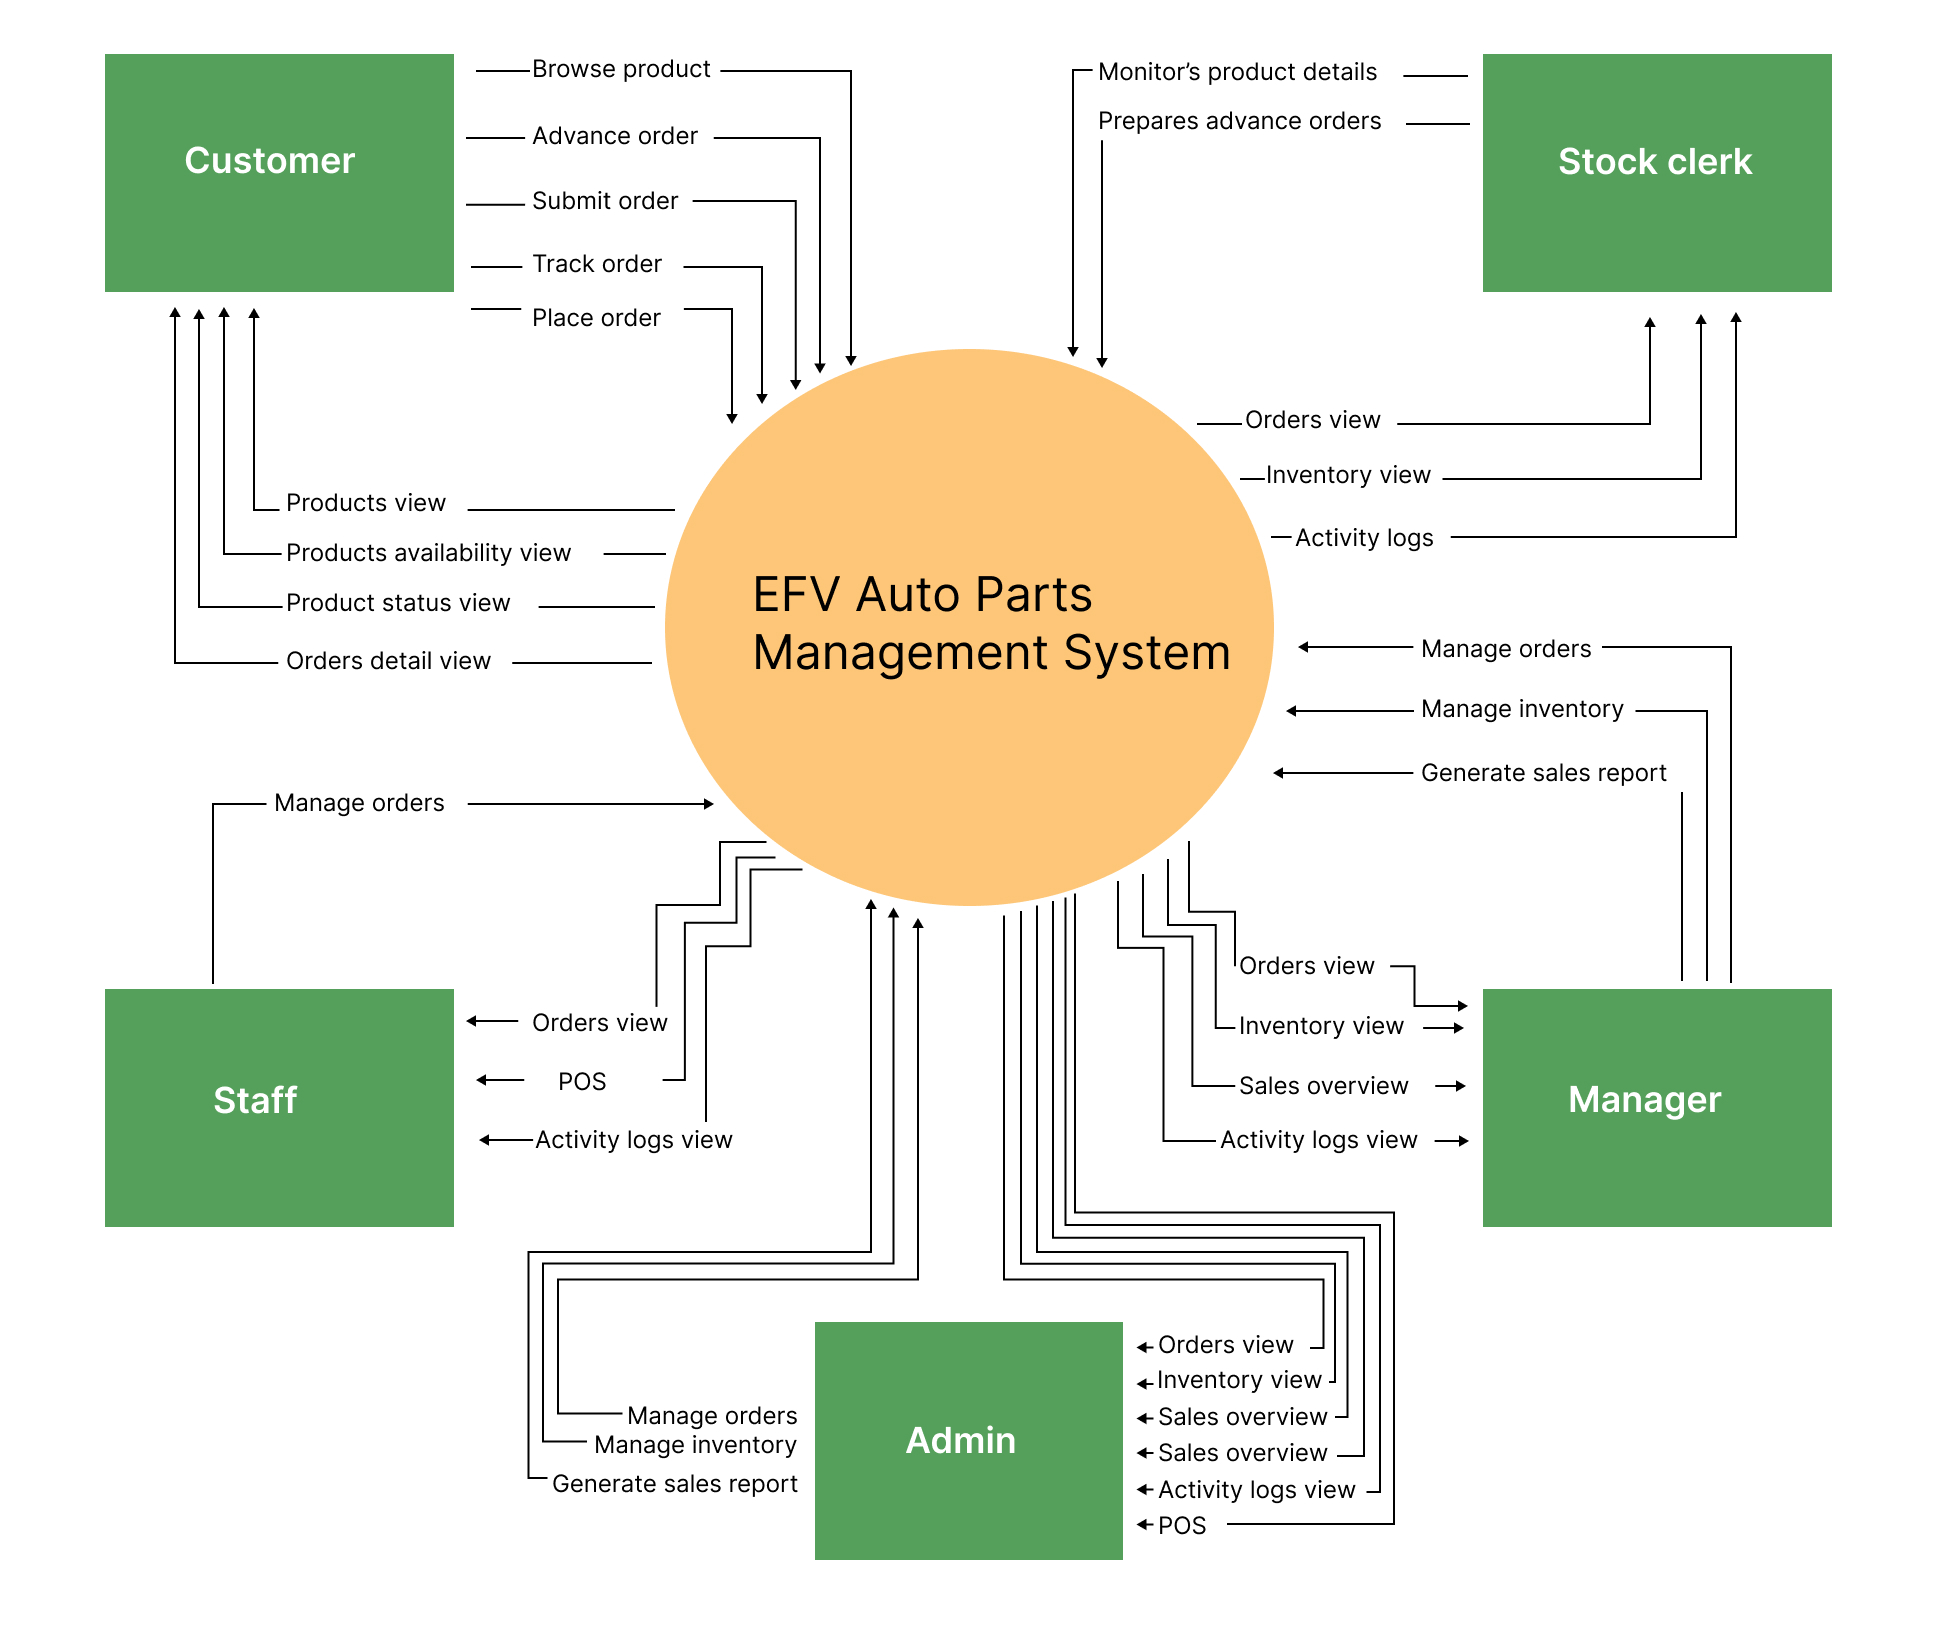 Customer
Browse product
Advance order
Submit order
Track order
Place order
Monitor’s product details
Prepares advance orders
Stock clerk
Products view
Products availability view
Product status view
Orders detail view
EFV Auto Parts
Management System
Orders view
Inventory view
Activity logs
Manage orders
Manage inventory
Generate sales report
Manage orders
Staff
Orders view
POS
Activity logs view
Orders view
Inventory view
Sales overview
Activity logs view
Manager
Manage orders
Manage inventory
Generate sales report
Admin
Orders view
Inventory view
Sales overview
Sales overview
Activity logs view
POS